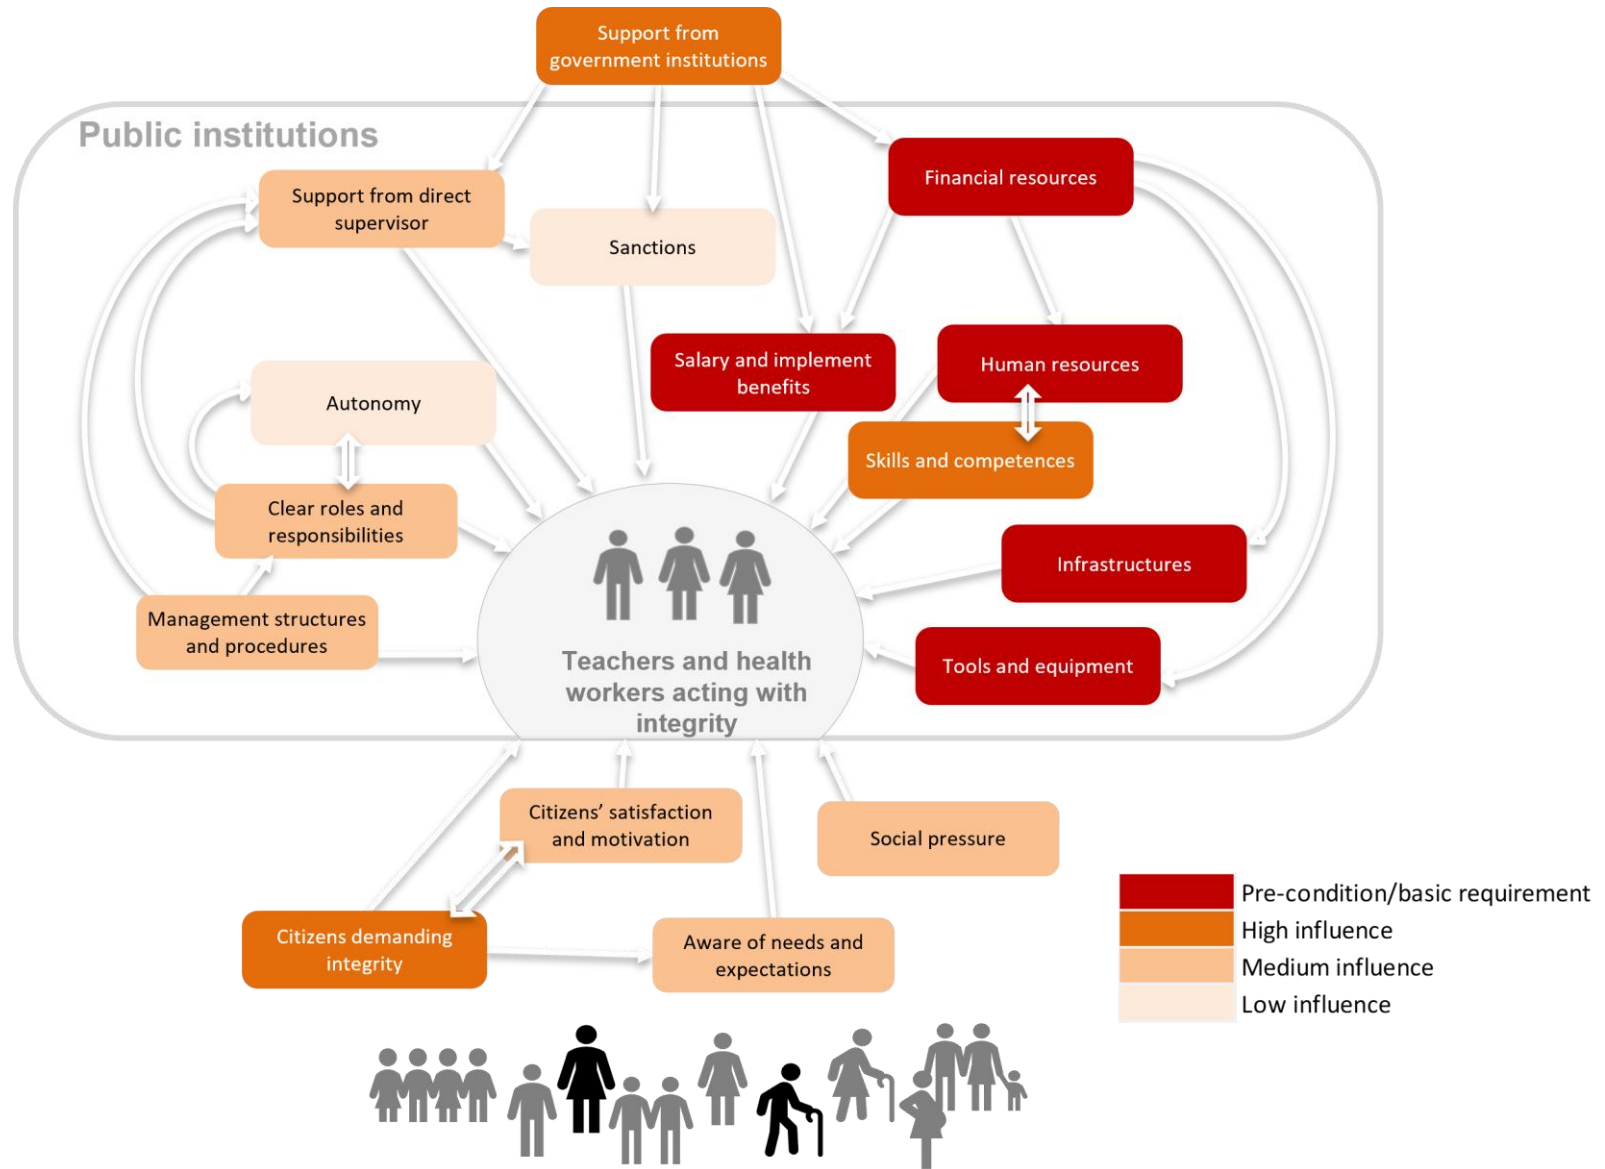 Support from
government institutions
Public institutions
Financial resources
Support from direct
supervisor
Sanctions
Salary and implement
benefits
Human resources
Autonomy
Skills and competences
Clear roles and
responsibilities
Infrastructures
Management structures
and procedures
Teachers and health
workers acting with
integrity
Tools and equipment
Citizens’ satisfaction
and motivation
Social pressure
Citizens demanding
integrity
Aware of needs and
expectations
Pre-condition/basic requirement
High influence
Medium influence
Low influence